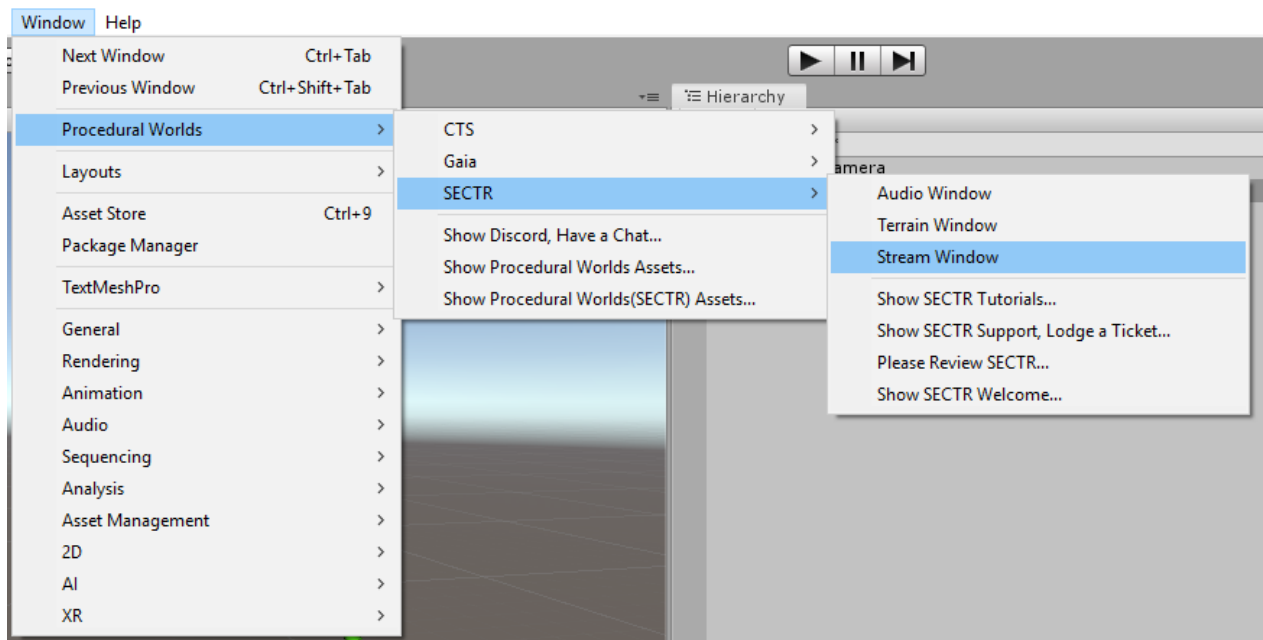 Window Help
Next Window Ctrl+Tab
Previous Window Ctrl+Shift+Tab
Procedural Worlds
Layouts
Asset Store Ctrl+9
Package Manager
TextMeshPro
General
Rendering
Animation
Audio
Sequencing
Analysis
Asset Management
2D
AI
XR
CTS
Gaia
SECTR
Show Discord, Have a Chat...
Show Procedural Worlds Assets...
Show Procedural Worlds(SECTR) Assets...
Hierarchy
amera
Audio Window
Terrain Window
Stream Window
Show SECTR Tutorials...
Show SECTR Support, Lodge a Ticket...
Please Review SECTR...
Show SECTR Welcome...